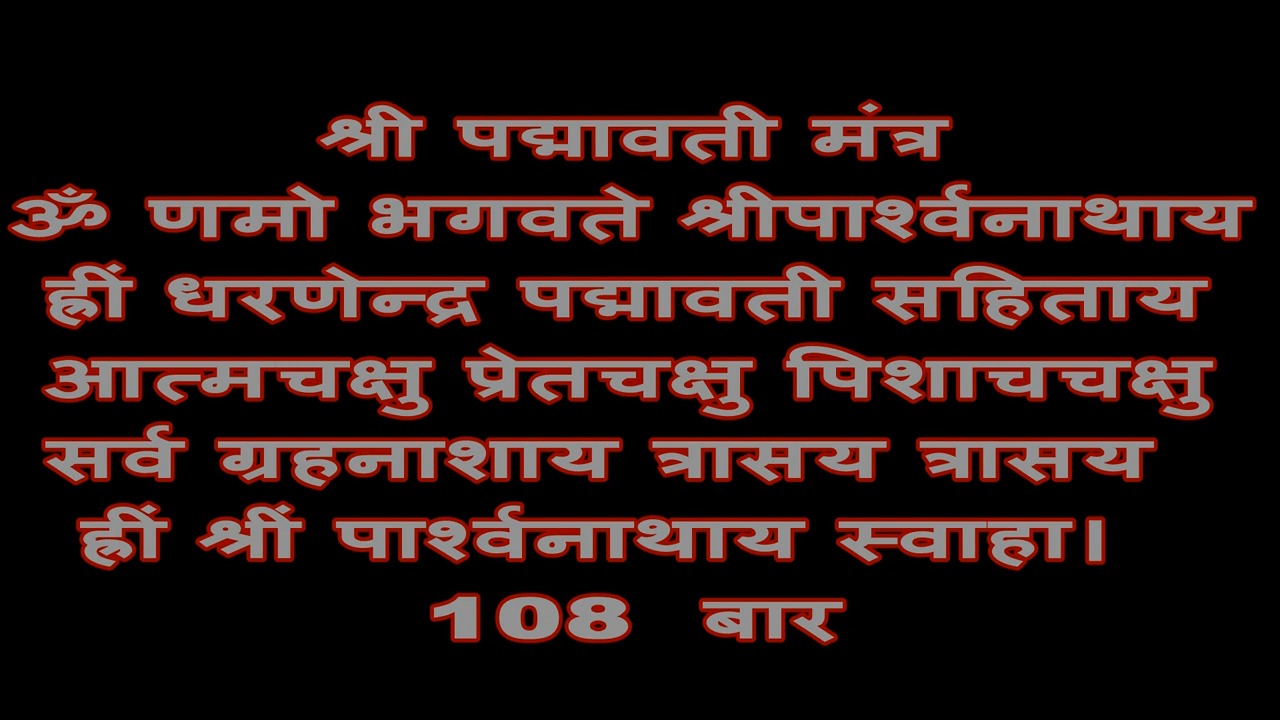 श्री पद्मावती मंत्र
ॐ णमो भगवते श्रीपार्श्वनाथाय
ह्रीं धरणेन्द्र पद्मावती सहिताय
आत्मचक्षु प्रेतचक्षु पिशाचचक्षु
सर्व ग्रहनाशाय त्रासय त्रासय
ह्रीं श्रीं पार्श्वनाथाय स्वाहा।
108 बार